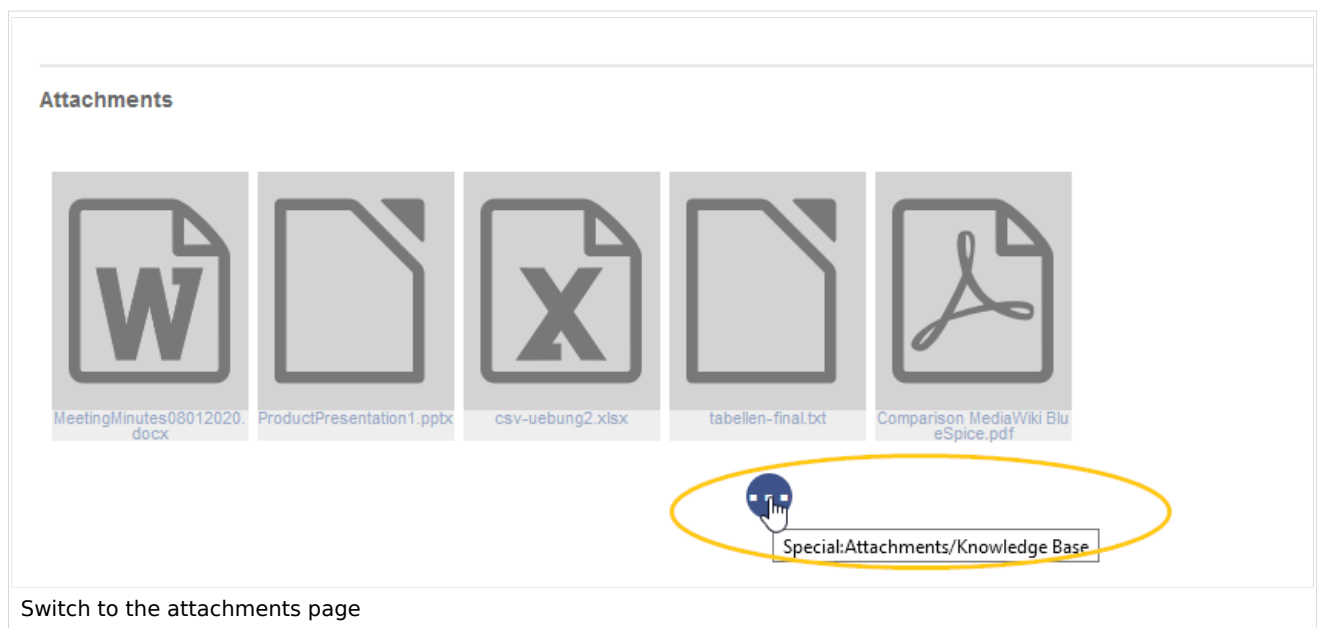 Attachments
W
X
MeetingMinutes08012020.
docx
ProductPresentation1.pptx
csv-uebung2.xlsx
tabellen-final.txt
Comparison MediaWiki Blu
eSpice.pdf
Special:Attachments/Knowledge Base
Switch to the attachments page